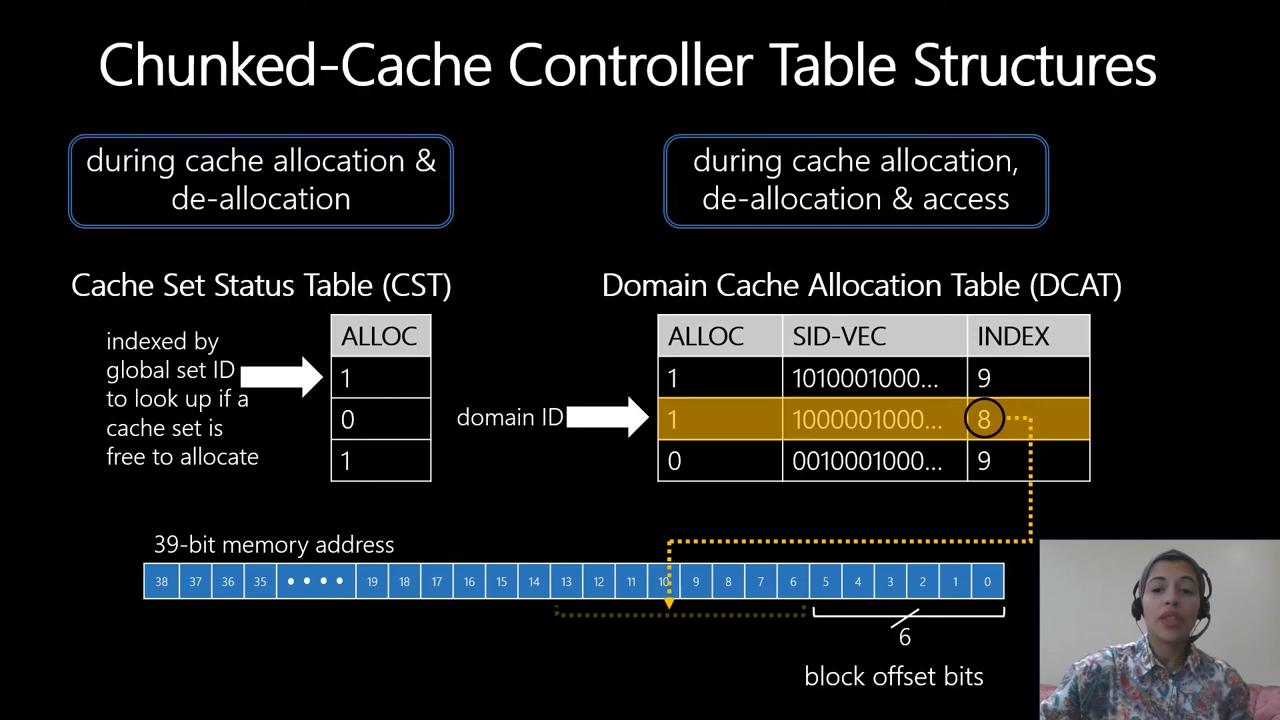 Chunked-Cache Controller Table Structures
during cache allocation &
de-allocation
during cache allocation,
de-allocation & access
Cache Set Status Table (CST)
indexed by
global set ID
to look up if a
cache set is
free to allocate
ALLOC
1
0
1
Domain Cache Allocation Table (DCAT)
domain ID
ALLOC SID-VEC INDEX
1 1010001000... 9
1 1000001000... 8
0 0010001000... 9
39-bit memory address
38 37 36 35 • • • • 19 18 17 16 15 14 13 12 11 10 9 8 7 6 5 4 3 2 1 0
6
block offset bits